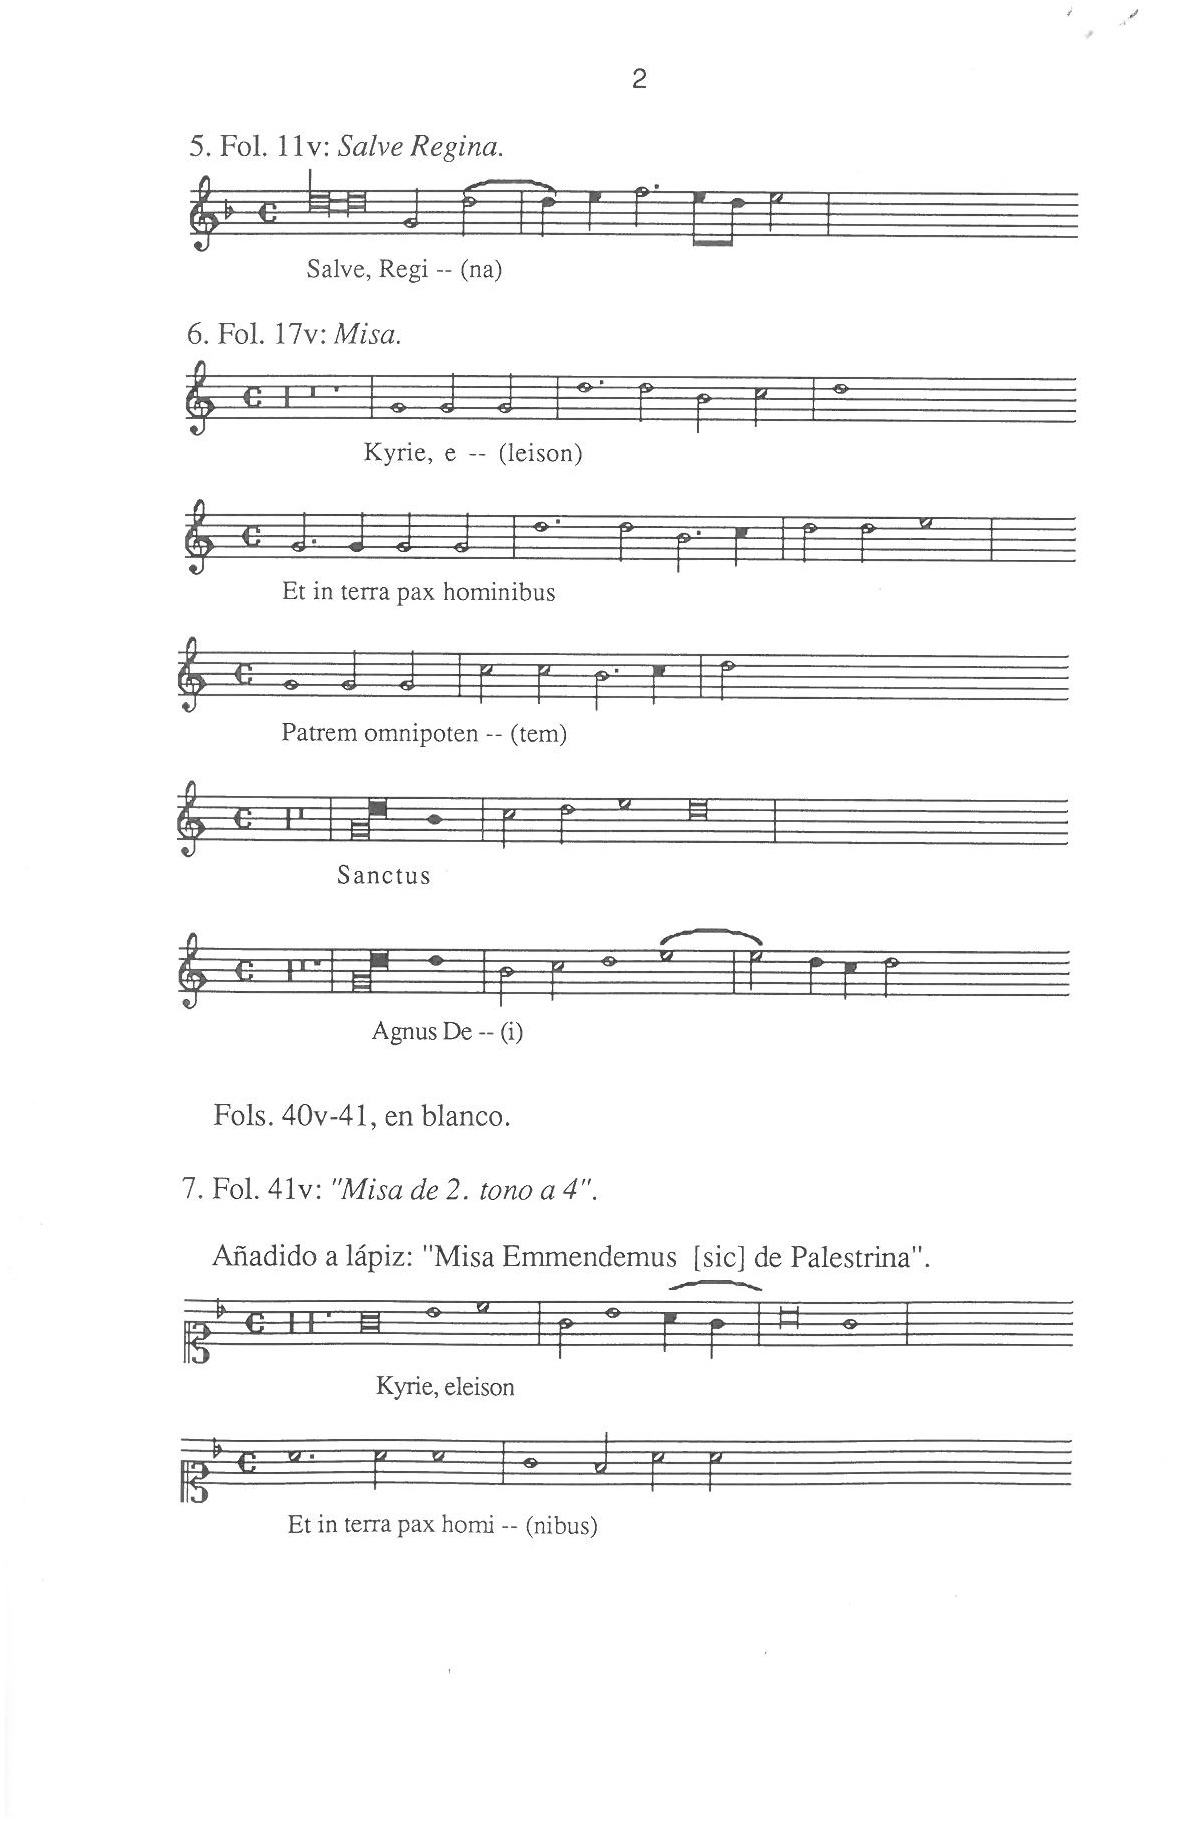 2
5. Fol. 11v: Salve Regina.
Salve, Regi -- (na)
6. Fol. 17v: Misa.
Kyrie, e -- (leison)
Et in terra pax hominibus
Patrem omnipoten -- (tem)
Sanctus
Agnus De -- (i)
Fols. 40v-41, en blanco.
7. Fol. 41v: "Misa de 2. tono a 4".
Añadido a lápiz: "Misa Emmendemus [sic] de Palestrina".
Kyrie, eleison
Et in terra pax homi -- (nibus)